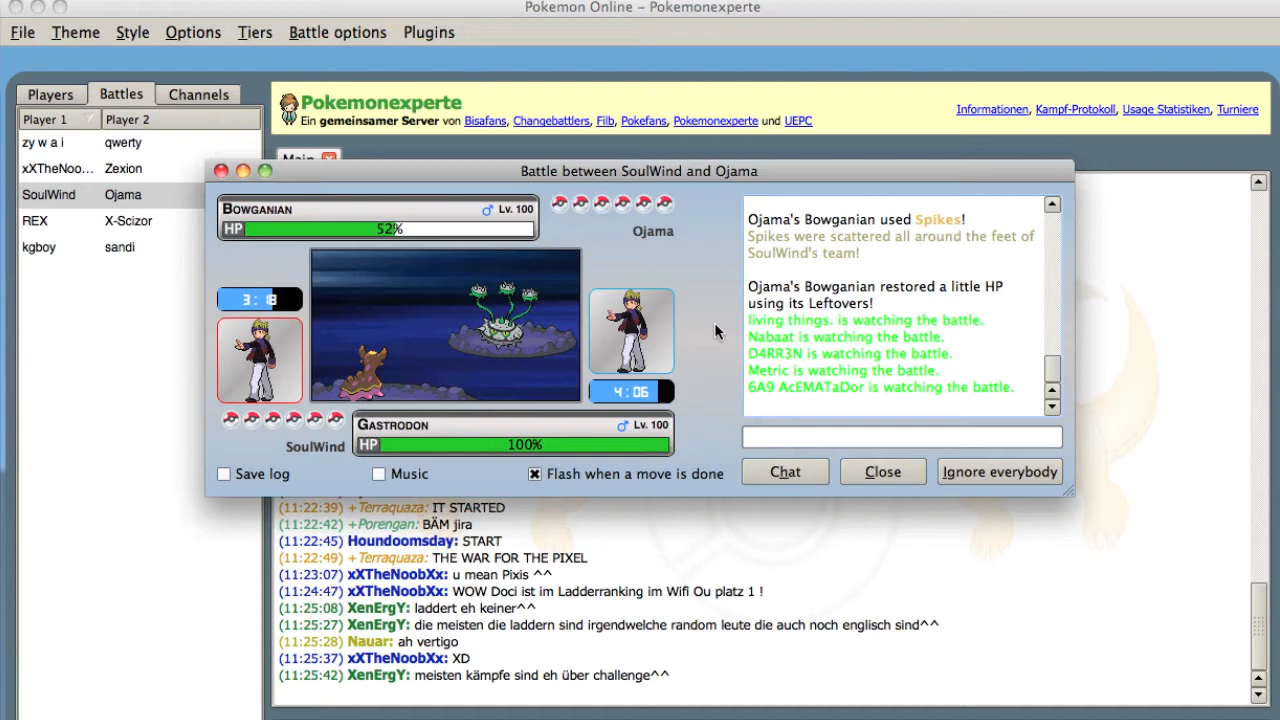 Pokemon Online – Pokemonexperte
File Theme Style Options Tiers Battle options Plugins
Players Battles Channels
Player 1 Player 2
zy w a i qwerty
xXTheNoo... Zexion
SoulWind Ojama
REX X-Scizor
kgboy sandi
Pokemonexperte
Ein gemeinsamer Server von Bisafans, Changebattlers, Filb, Pokefans, Pokemonexperte und UEPC
Informationen, Kampf-Protokoll, Usage Statistiken, Turniere
Main
Battle between SoulWind and Ojama
BOWGANIAN ♂ Lv. 100
HP 52%
Ojama
3: 18
4: 06
GASTRODON ♂ Lv. 100
HP 100%
SoulWind
Save log Music Flash when a move is done
Ojama's Bowganian used Spikes!
Spikes were scattered all around the feet of
SoulWind's team!
Ojama's Bowganian restored a little HP
using its Leftovers!
living things. is watching the battle.
Nabaat is watching the battle.
D4RR3N is watching the battle.
Metric is watching the battle.
6A9 AcEMATaDor is watching the battle.
Chat Close Ignore everybody
(11:22:39) +Terraquaza: IT STARTED
(11:22:42) +Porengan: BÄM jira
(11:22:45) Houndoomsday: START
(11:22:49) +Terraquaza: THE WAR FOR THE PIXEL
(11:23:07) xXTheNoobXx: u mean Pixis ^^
(11:24:47) xXTheNoobXx: WOW Doci ist im Ladderranking im Wifi Ou platz 1 !
(11:25:08) XenErgY: laddert eh keiner^^
(11:25:27) XenErgY: die meisten die laddern sind irgendwelche random leute die auch noch englisch sind^^
(11:25:28) Nauar: ah vertigo
(11:25:37) xXTheNoobXx: XD
(11:25:42) XenErgY: meisten kämpfe sind eh über challenge^^